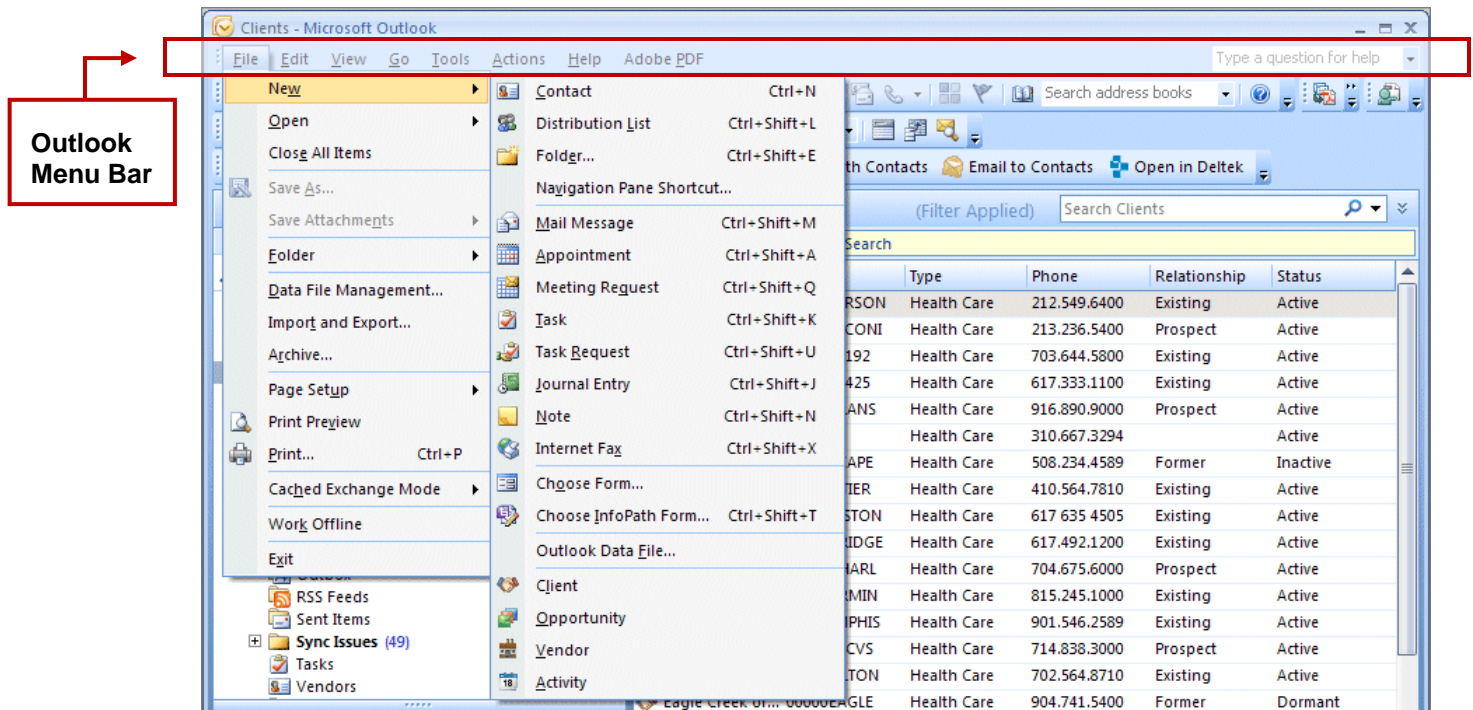 Clients - Microsoft Outlook
File Edit View Go Tools Actions Help Adobe PDF Type a question for help
Outlook
Menu Bar
New
Open
Close All Items
Save As...
Save Attachments
Folder
Data File Management...
Import and Export...
Archive...
Page Setup
Print Preview
Print... Ctrl+P
Cached Exchange Mode
Work Offline
Exit
Contact Ctrl+N
Distribution List Ctrl+Shift+L
Folder... Ctrl+Shift+E
Navigation Pane Shortcut...
Mail Message Ctrl+Shift+M
Appointment Ctrl+Shift+A
Meeting Request Ctrl+Shift+Q
Task Ctrl+Shift+K
Task Request Ctrl+Shift+U
Journal Entry Ctrl+Shift+J
Note Ctrl+Shift+N
Internet Fax Ctrl+Shift+X
Choose Form...
Choose InfoPath Form... Ctrl+Shift+T
Outlook Data File...
Client
Opportunity
Vendor
Activity
Search address books
th Contacts Email to Contacts Open in Deltek
(Filter Applied) Search Clients
Search
Type Phone Relationship Status
RSON Health Care 212.549.6400 Existing Active
CONI Health Care 213.236.5400 Prospect Active
192 Health Care 703.644.5800 Existing Active
425 Health Care 617.333.1100 Existing Active
ANS Health Care 916.890.9000 Prospect Active
Health Care 310.667.3294 Active
APE Health Care 508.234.4589 Former Inactive
TIER Health Care 410.564.7810 Existing Active
STON Health Care 617 635 4505 Existing Active
IDGE Health Care 617.492.1200 Existing Active
HARL Health Care 704.675.6000 Prospect Active
RMIN Health Care 815.245.1000 Existing Active
IPHIS Health Care 901.546.2589 Existing Active
CVS Health Care 714.838.3000 Prospect Active
TON Health Care 702.564.8710 Existing Active
Eagle Creek of... 00000EAGLE Health Care 904.741.5400 Former Dormant
Outbox
RSS Feeds
Sent Items
Sync Issues (49)
Tasks
Vendors